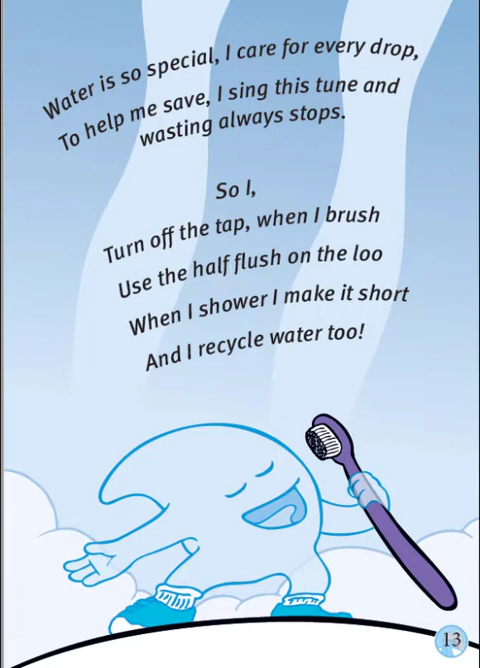 Water is so special, I care for every drop,
To help me save, I sing this tune and
wasting always stops.
So I,
Turn off the tap, when I brush
Use the half flush on the loo
When I shower I make it short
And I recycle water too!
13